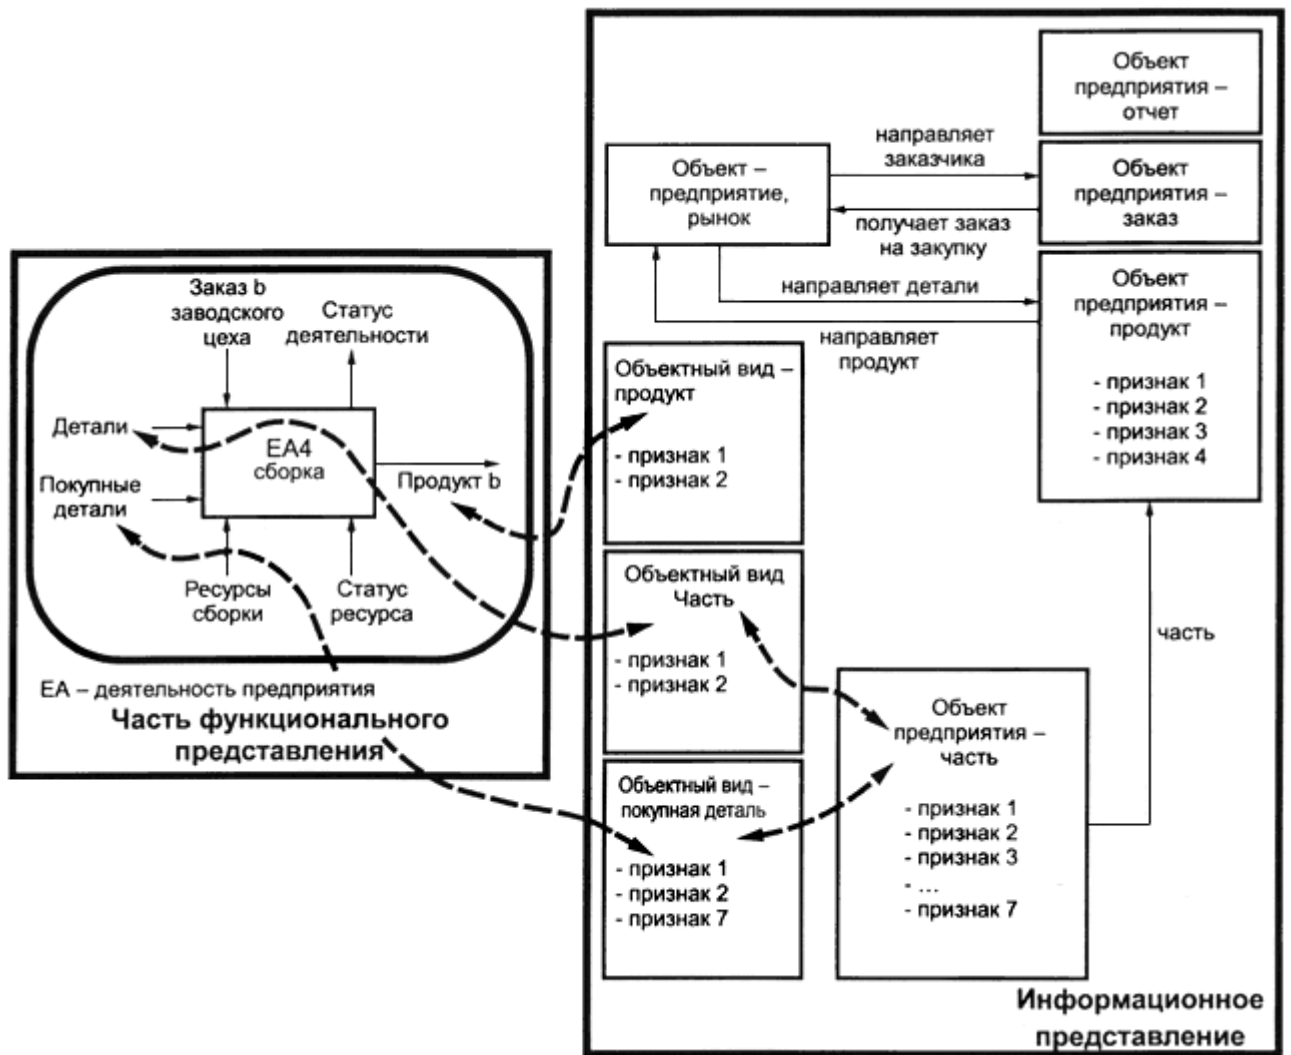 Заказ b
заводского
цеха
Статус
деятельности
Детали
EA4
сборка
Покупные
детали
Продукт b
Ресурсы
сборки
Статус
ресурса
EA – деятельность предприятия
Часть функционального
представления
Объект
предприятия –
отчет
направляет
заказчика
Объект –
предприятие,
рынок
Объект
предприятия –
заказ
получает заказ
на закупку
направляет детали
направляет
продукт
Объект
предприятия –
продукт
- признак 1
- признак 2
- признак 3
- признак 4
Объектный вид –
продукт
- признак 1
- признак 2
Объектный вид
Часть
- признак 1
- признак 2
часть
Объект
предприятия –
часть
- признак 1
- признак 2
- признак 3
- ...
- признак 7
Объектный вид –
покупная деталь
- признак 1
- признак 2
- признак 7
Информационное
представление